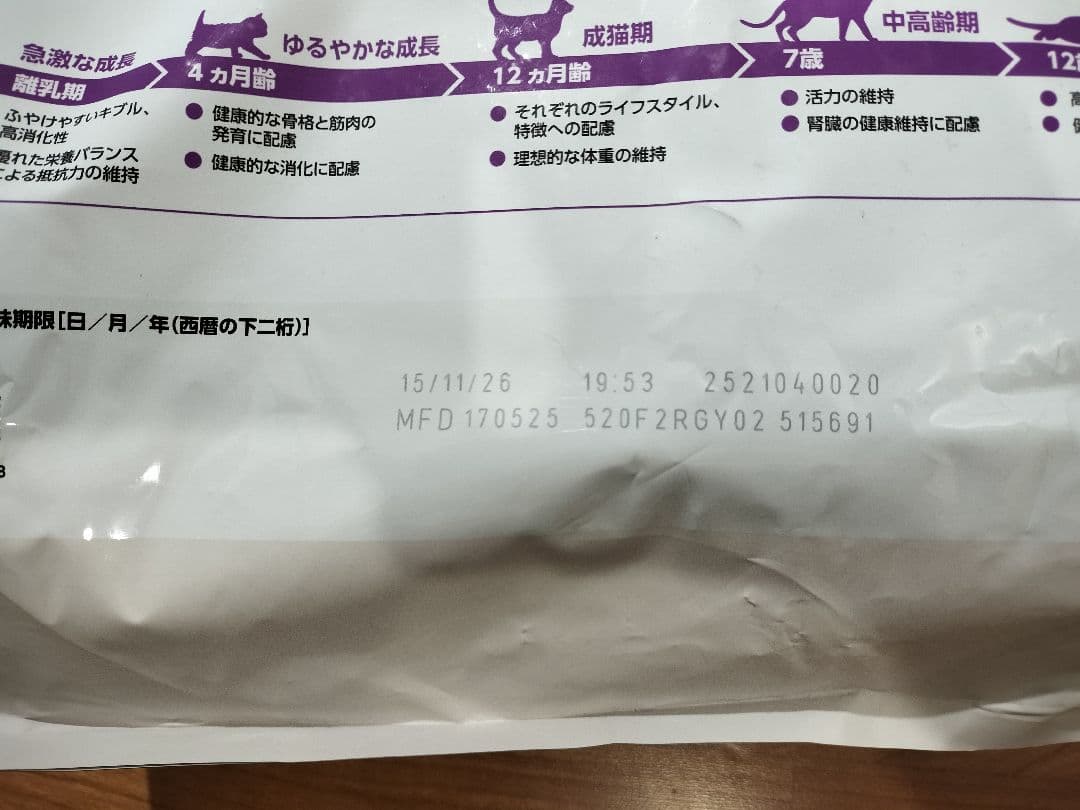 急激な成長
ゆるやかな成長
成猫期
中高齢期
離乳期
4ヵ月齢
12ヵ月齢
7歳
12
ふやけやすいキブル、
高消化性
優れた栄養バランス
による抵抗力の維持
● 健康的な骨格と筋肉の
発育に配慮
● 健康的な消化に配慮
● それぞれのライフスタイル、
特徴への配慮
● 理想的な体重の維持
● 活力の維持
● 腎臓の健康維持に配慮
味期限[日／月／年(西暦の下二桁)]
15/11/26 19:53 2521040020
MFD 170525 520F2RGY02 515691